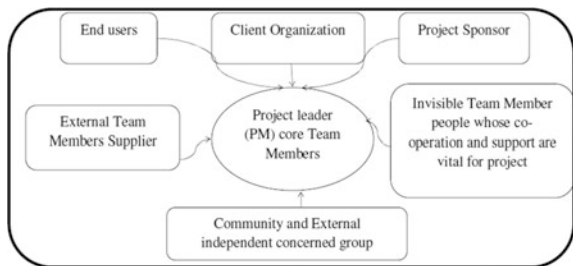 End users
Client Organization
Project Sponsor
External Team
Members Supplier
Project leader
(PM) core Team
Members
Invisible Team Member
people whose co-
operation and support are
vital for project
Community and External
independent concerned group